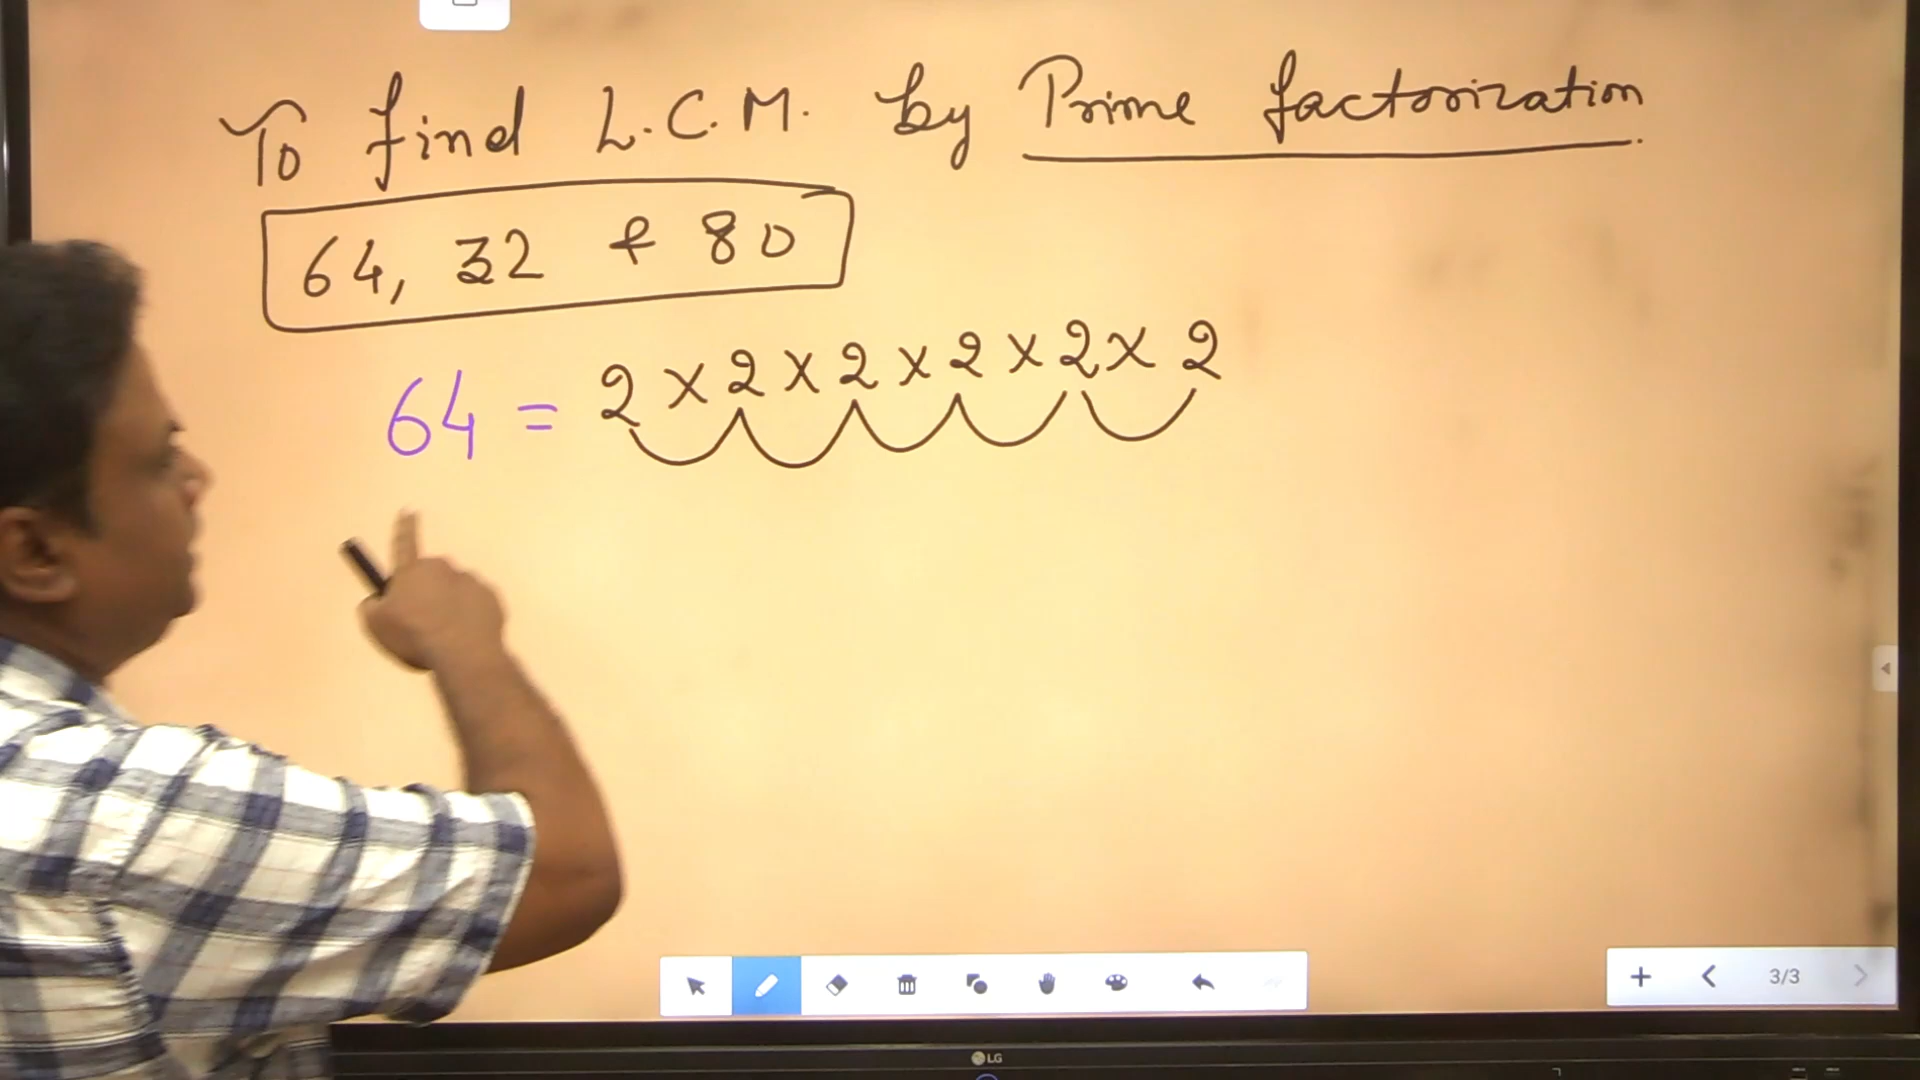 To find L.C.M. by Prime factorization.
64, 32 & 80
64 = 2 × 2 × 2 × 2 × 2 × 2
3/3
LG